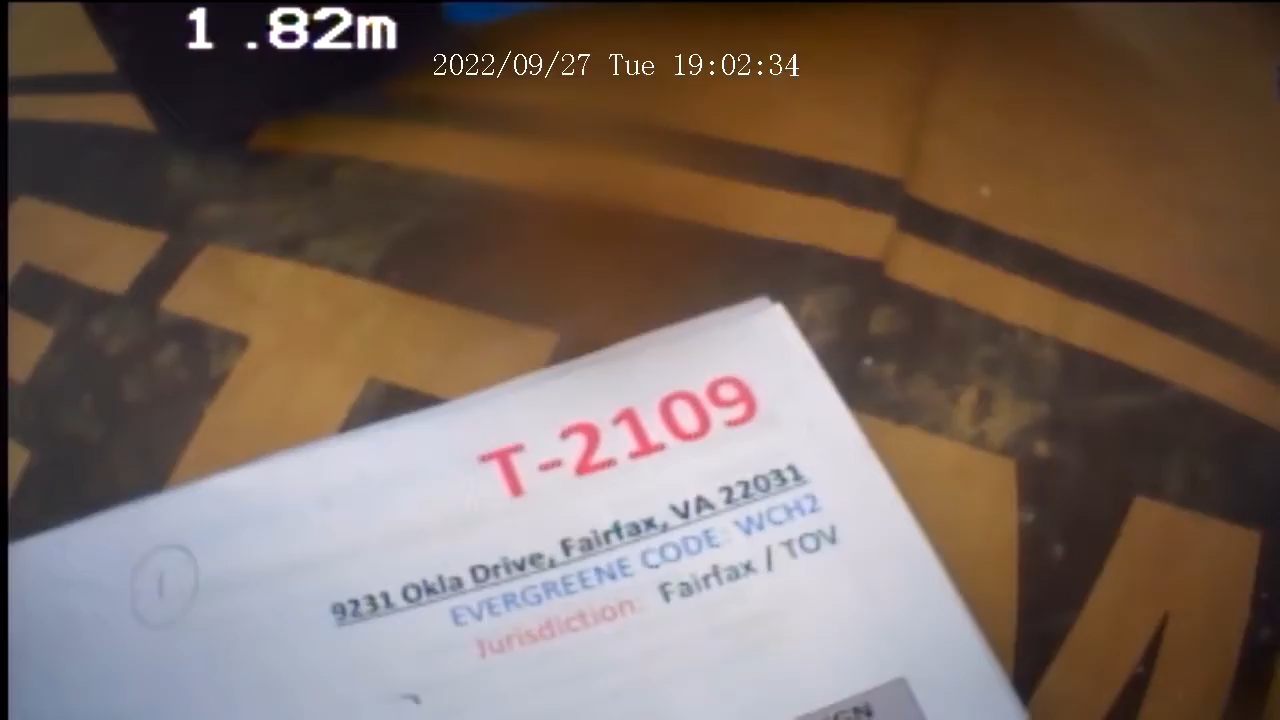 1.82m
2022/09/27 Tue 19:02:34
T-2109
9231 Okla Drive, Fairfax, VA 22031
EVERGREENE CODE: WCH2
Jurisdiction: Fairfax / TOV
1